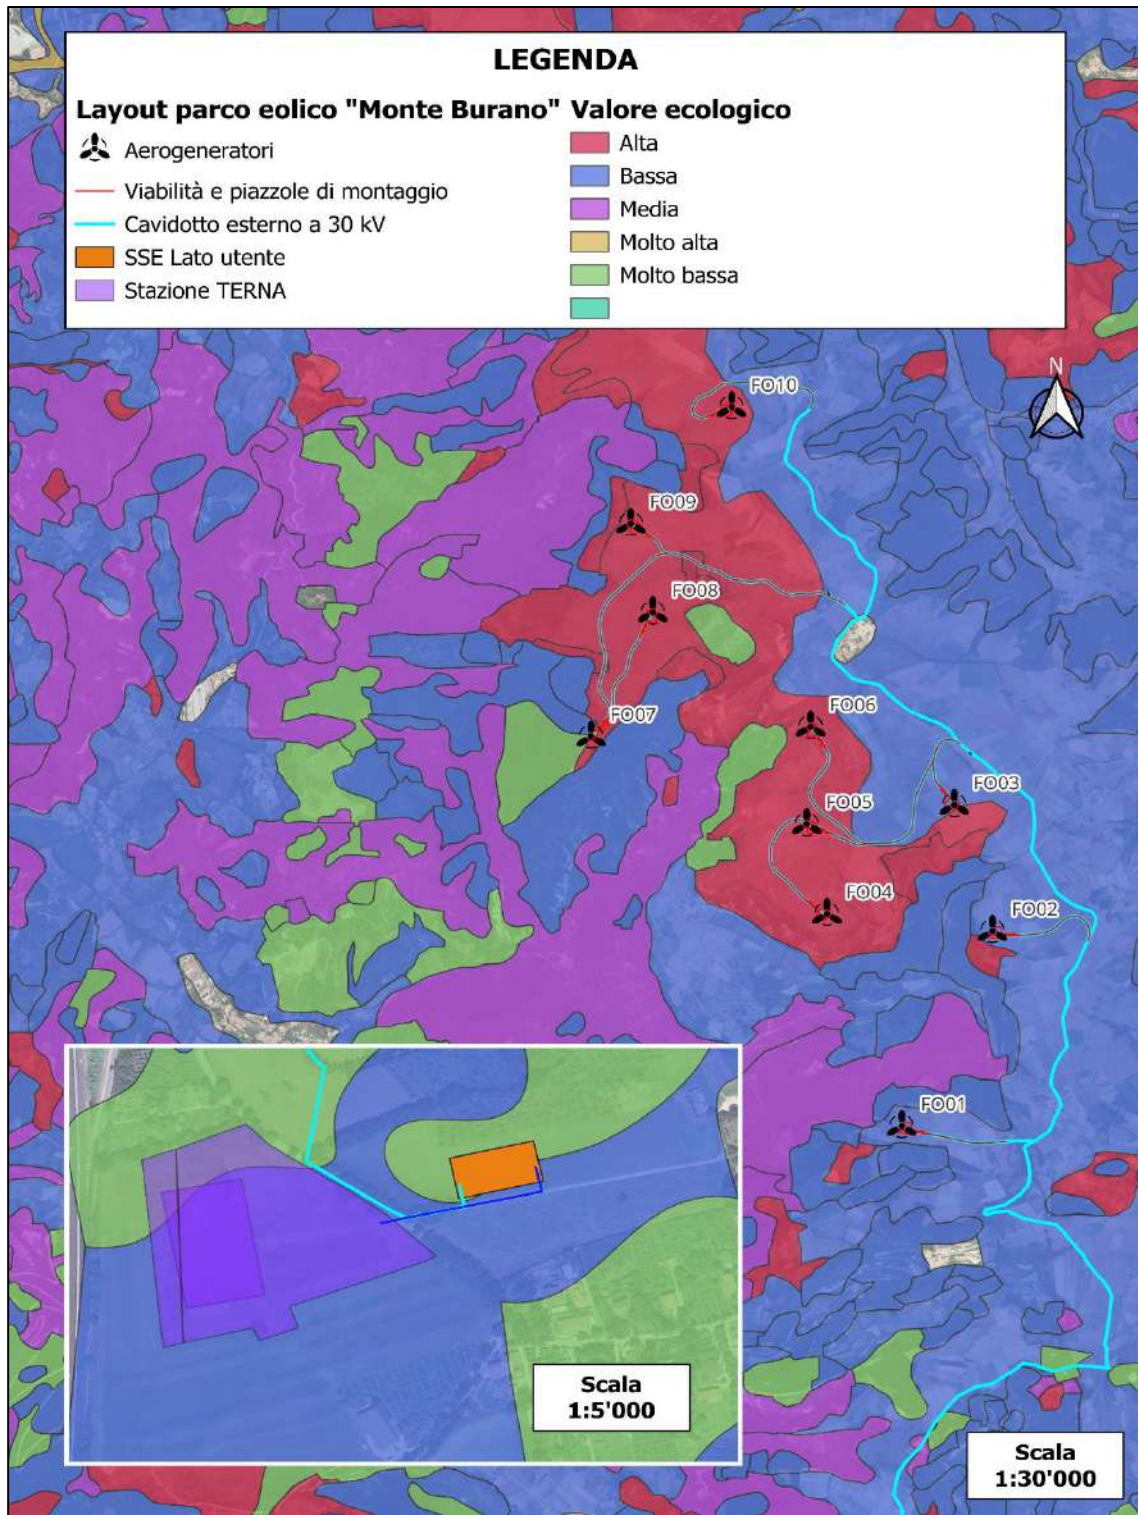 LEGENDA
Layout parco eolico "Monte Burano"
Aerogeneratori
Viabilità e piazzole di montaggio
Cavidotto esterno a 30 kV
SSE Lato utente
Stazione TERNA
Valore ecologico
Alta
Bassa
Media
Molto alta
Molto bassa
N
FO10
FO09
FO08
FO07
FO06
FO03
FO05
FO04
FO02
FO01
Scala
1:5'000
Scala
1:30'000